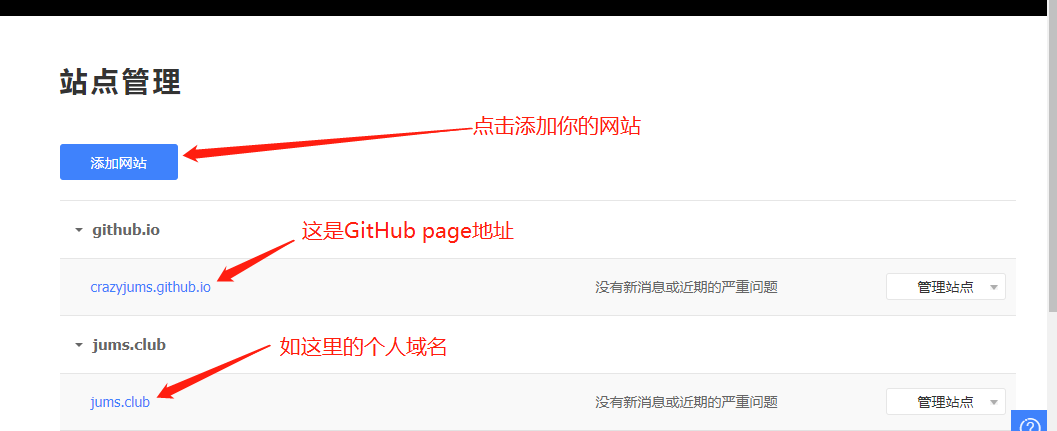 站点管理
点击添加你的网站
添加网站
github.io
这是GitHub page地址
crazyjums.github.io
没有新消息或近期的严重问题
管理站点
jums.club
如这里的个人域名
jums.club
没有新消息或近期的严重问题
管理站点